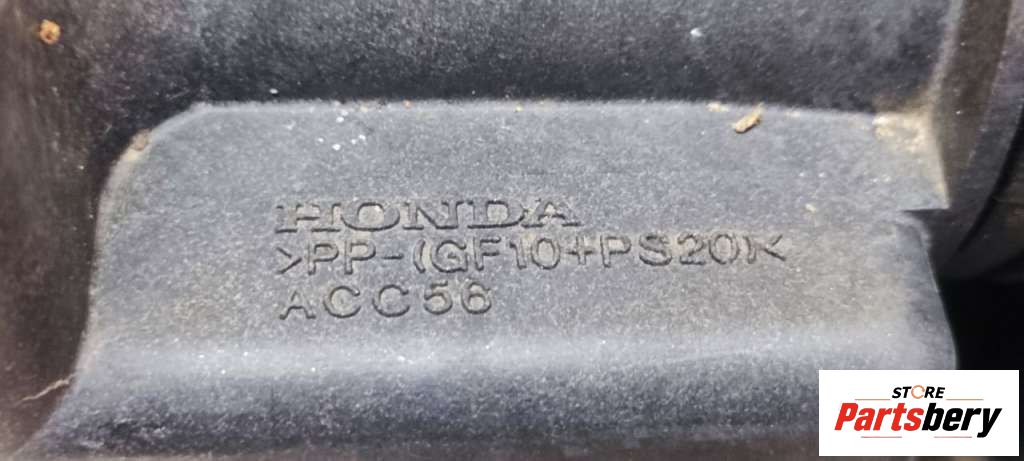 HONDA
>PP-(GF10+PS20)<
ACC56
STORE
Partsbery